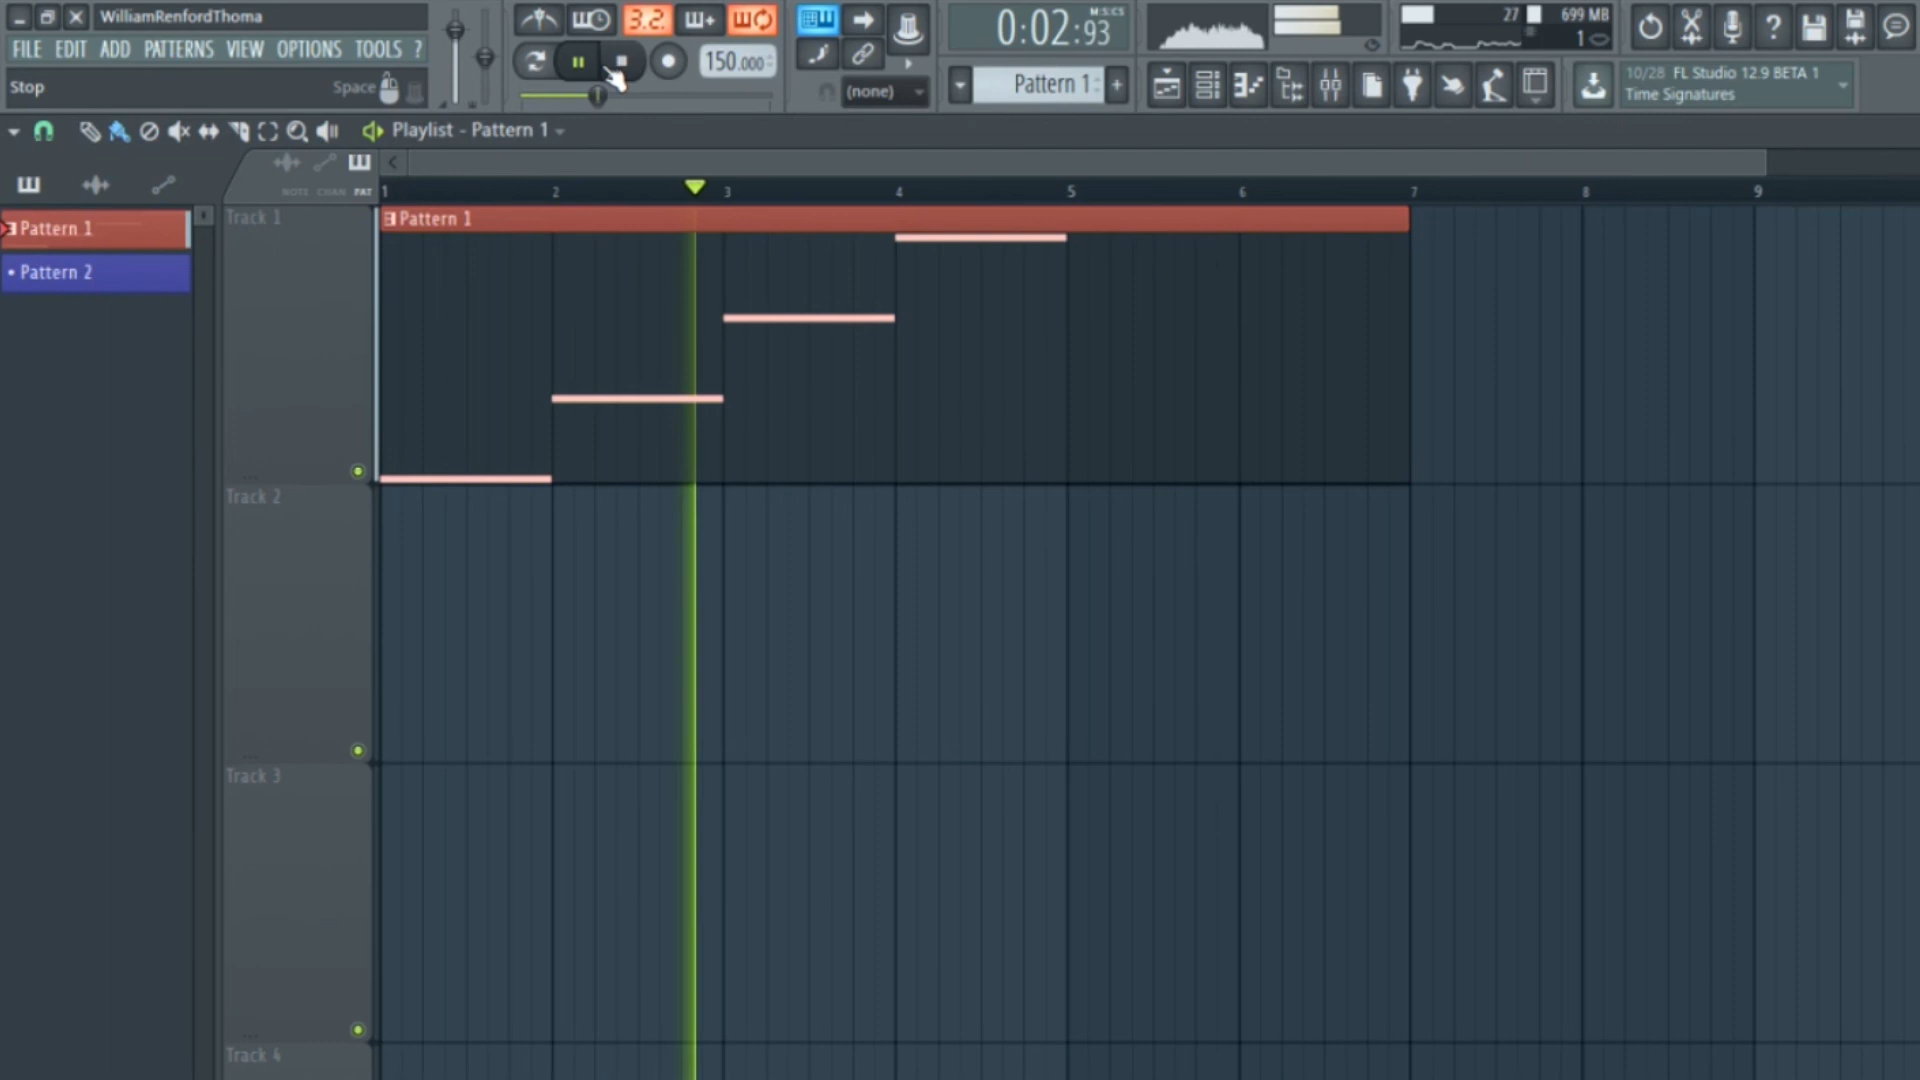 WilliamRenfordThoma
FILE EDIT ADD PATTERNS VIEW OPTIONS TOOLS ?
Stop
Space
3.2.
150.000
(none)
0:02:93
M:S:CS
Pattern 1
27
699 MB
1
10/28 FL Studio 12.9 BETA 1
Time Signatures
Playlist - Pattern 1
NOTE CHAN PAT
1 2 3 4 5 6 7 8 9
Pattern 1
Pattern 2
Track 1
Pattern 1
Track 2
Track 3
Track 4